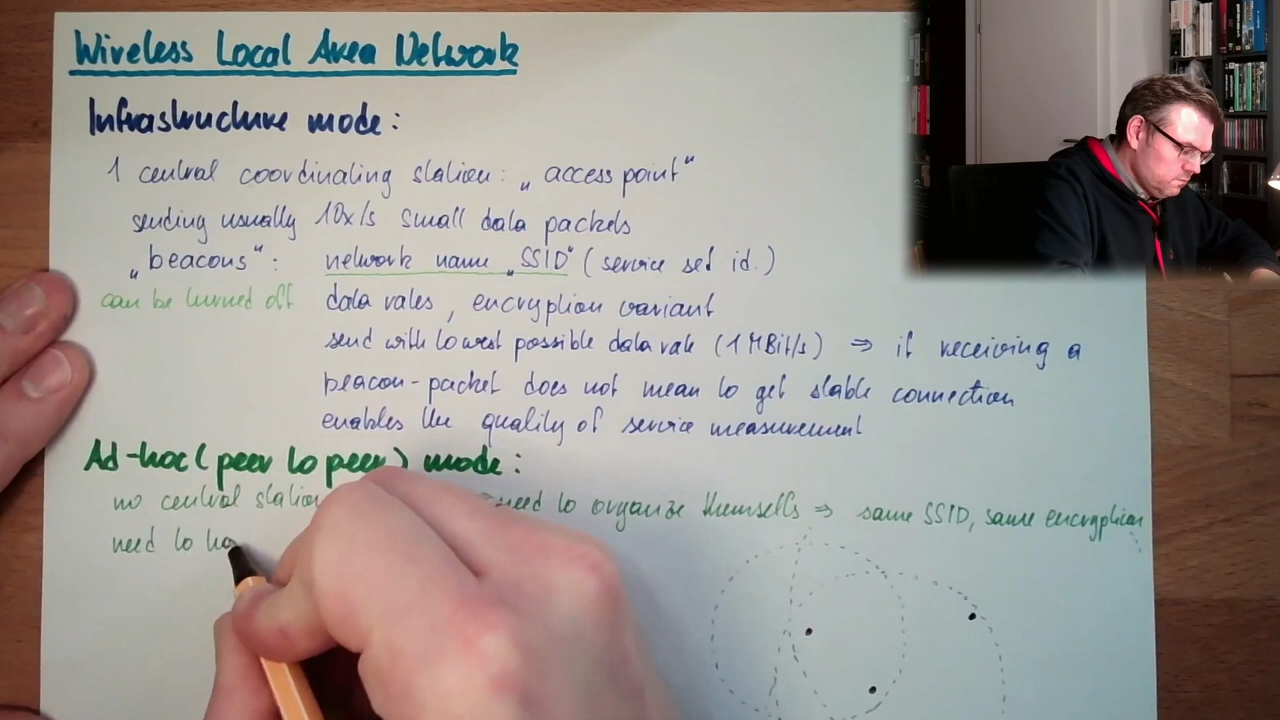 Wireless Local Area Network
Infrastructure mode:
1 central coordinating station: „access point“
sending usually 10x/s small data packets
„beacons“: network name „SSID“ (service set id.)
can be turned off data rates, encryption variant
send with lowest possible data rate (1 MBit/s) ⇒ if receiving a
beacon-packet does not mean to get stable connection
enables the quality of service measurement
Ad-hoc (peer to peer) mode:
no central station need to organize themselfs ⇒ same SSID, same encryption
need to